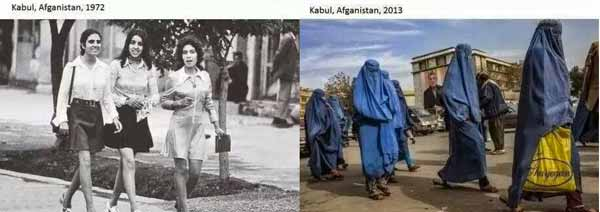 Kabul, Afganistan, 1972
Kabul, Afganistan, 2013